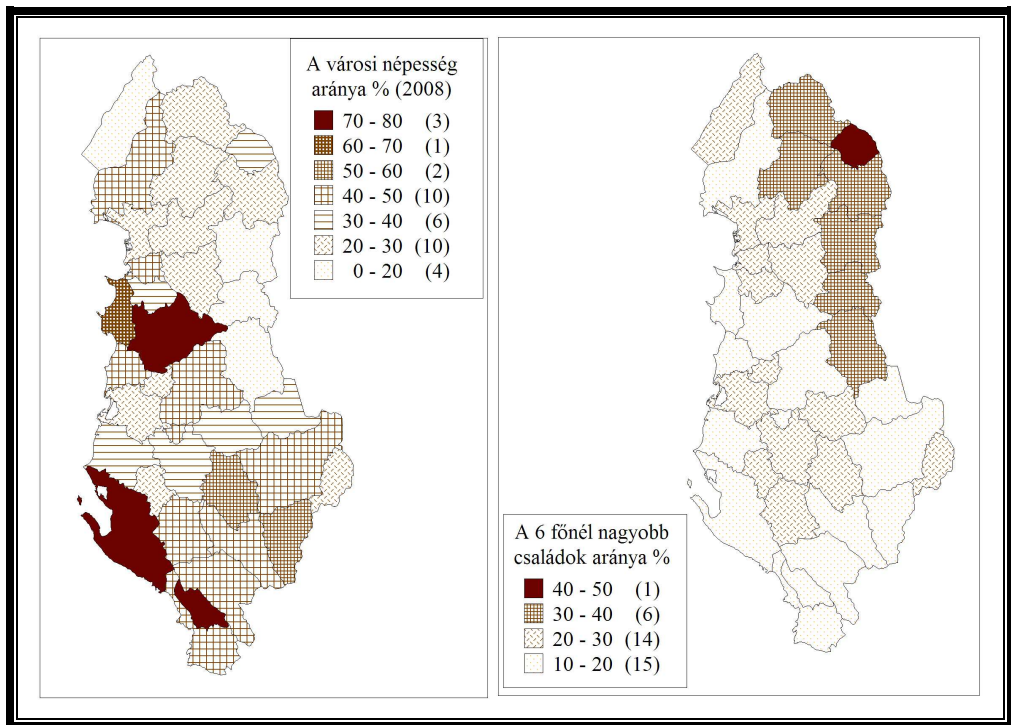 A városi népesség
aránya % (2008)
70 - 80 (3)
60 - 70 (1)
50 - 60 (2)
40 - 50 (10)
30 - 40 (6)
20 - 30 (10)
0 - 20 (4)
A 6 főnél nagyobb
családok aránya %
40 - 50 (1)
30 - 40 (6)
20 - 30 (14)
10 - 20 (15)